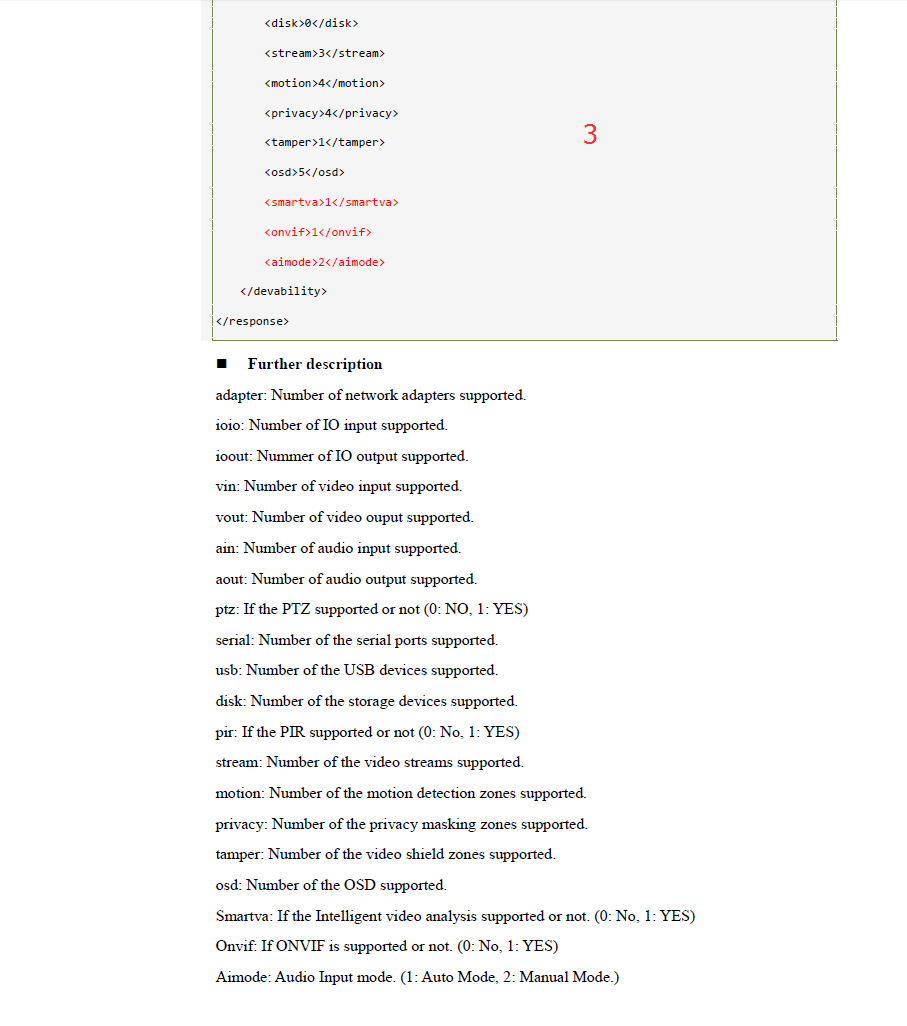 <disk>0</disk>
<stream>3</stream>
<motion>4</motion>
<privacy>4</privacy>
3
<tamper>1</tamper>
<osd>5</osd>
<smartva>1</smartva>
<onvif>1</onvif>
<aimode>2</aimode>
</devability>
</response>
■ Further description
adapter: Number of network adapters supported.
ioio: Number of IO input supported.
ioout: Nummer of IO output supported.
vin: Number of video input supported.
vout: Number of video ouput supported.
ain: Number of audio input supported.
aout: Number of audio output supported.
ptz: If the PTZ supported or not (0: NO, 1: YES)
serial: Number of the serial ports supported.
usb: Number of the USB devices supported.
disk: Number of the storage devices supported.
pir: If the PIR supported or not (0: No, 1: YES)
stream: Number of the video streams supported.
motion: Number of the motion detection zones supported.
privacy: Number of the privacy masking zones supported.
tamper: Number of the video shield zones supported.
osd: Number of the OSD supported.
Smartva: If the Intelligent video analysis supported or not. (0: No, 1: YES)
Onvif: If ONVIF is supported or not. (0: No, 1: YES)
Aimode: Audio Input mode. (1: Auto Mode, 2: Manual Mode.)